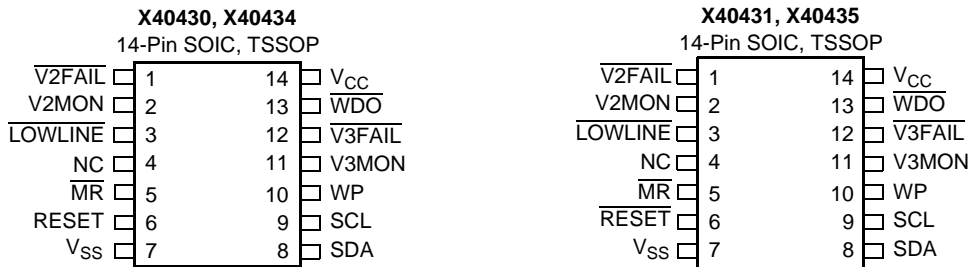 X40430, X40434
14-Pin SOIC, TSSOP
V2FAIL 1 14 VCC
V2MON 2 13 WDO
LOWLINE 3 12 V3FAIL
NC 4 11 V3MON
MR 5 10 WP
RESET 6 9 SCL
VSS 7 8 SDA
X40431, X40435
14-Pin SOIC, TSSOP
V2FAIL 1 14 VCC
V2MON 2 13 WDO
LOWLINE 3 12 V3FAIL
NC 4 11 V3MON
MR 5 10 WP
RESET 6 9 SCL
VSS 7 8 SDA